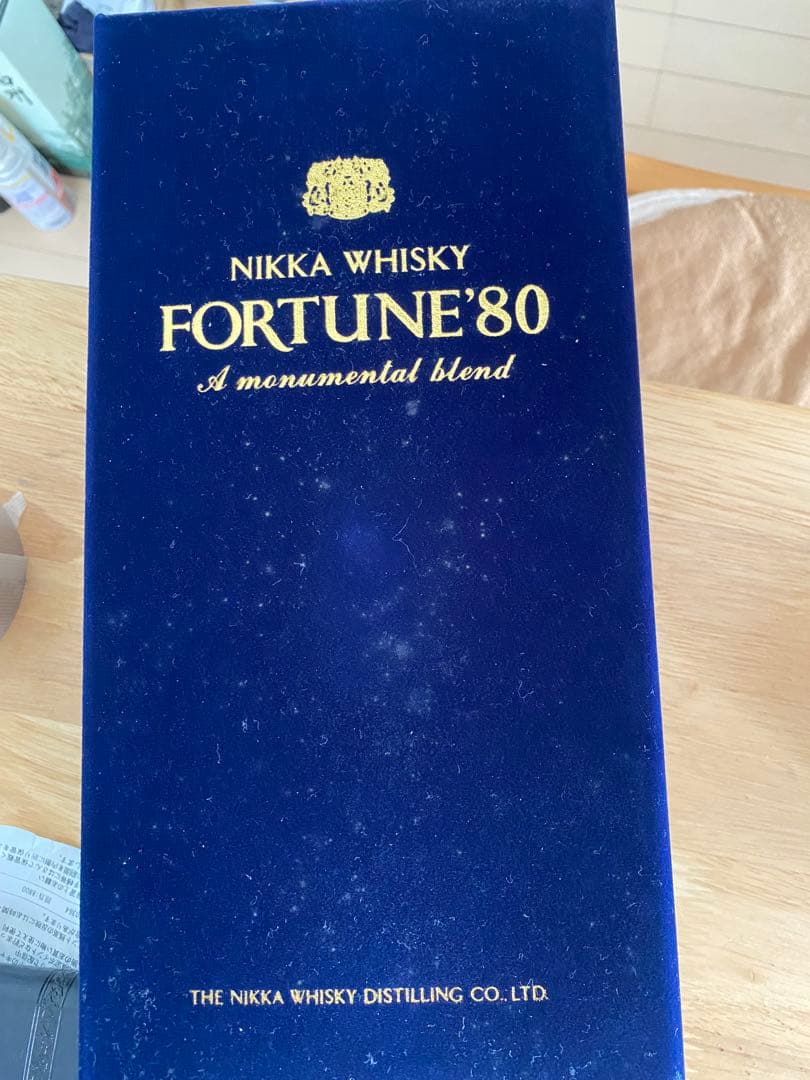 NIKKA WHISKY
FORTUNE'80
A monumental blend
THE NIKKA WHISKY DISTILLING CO., LTD.